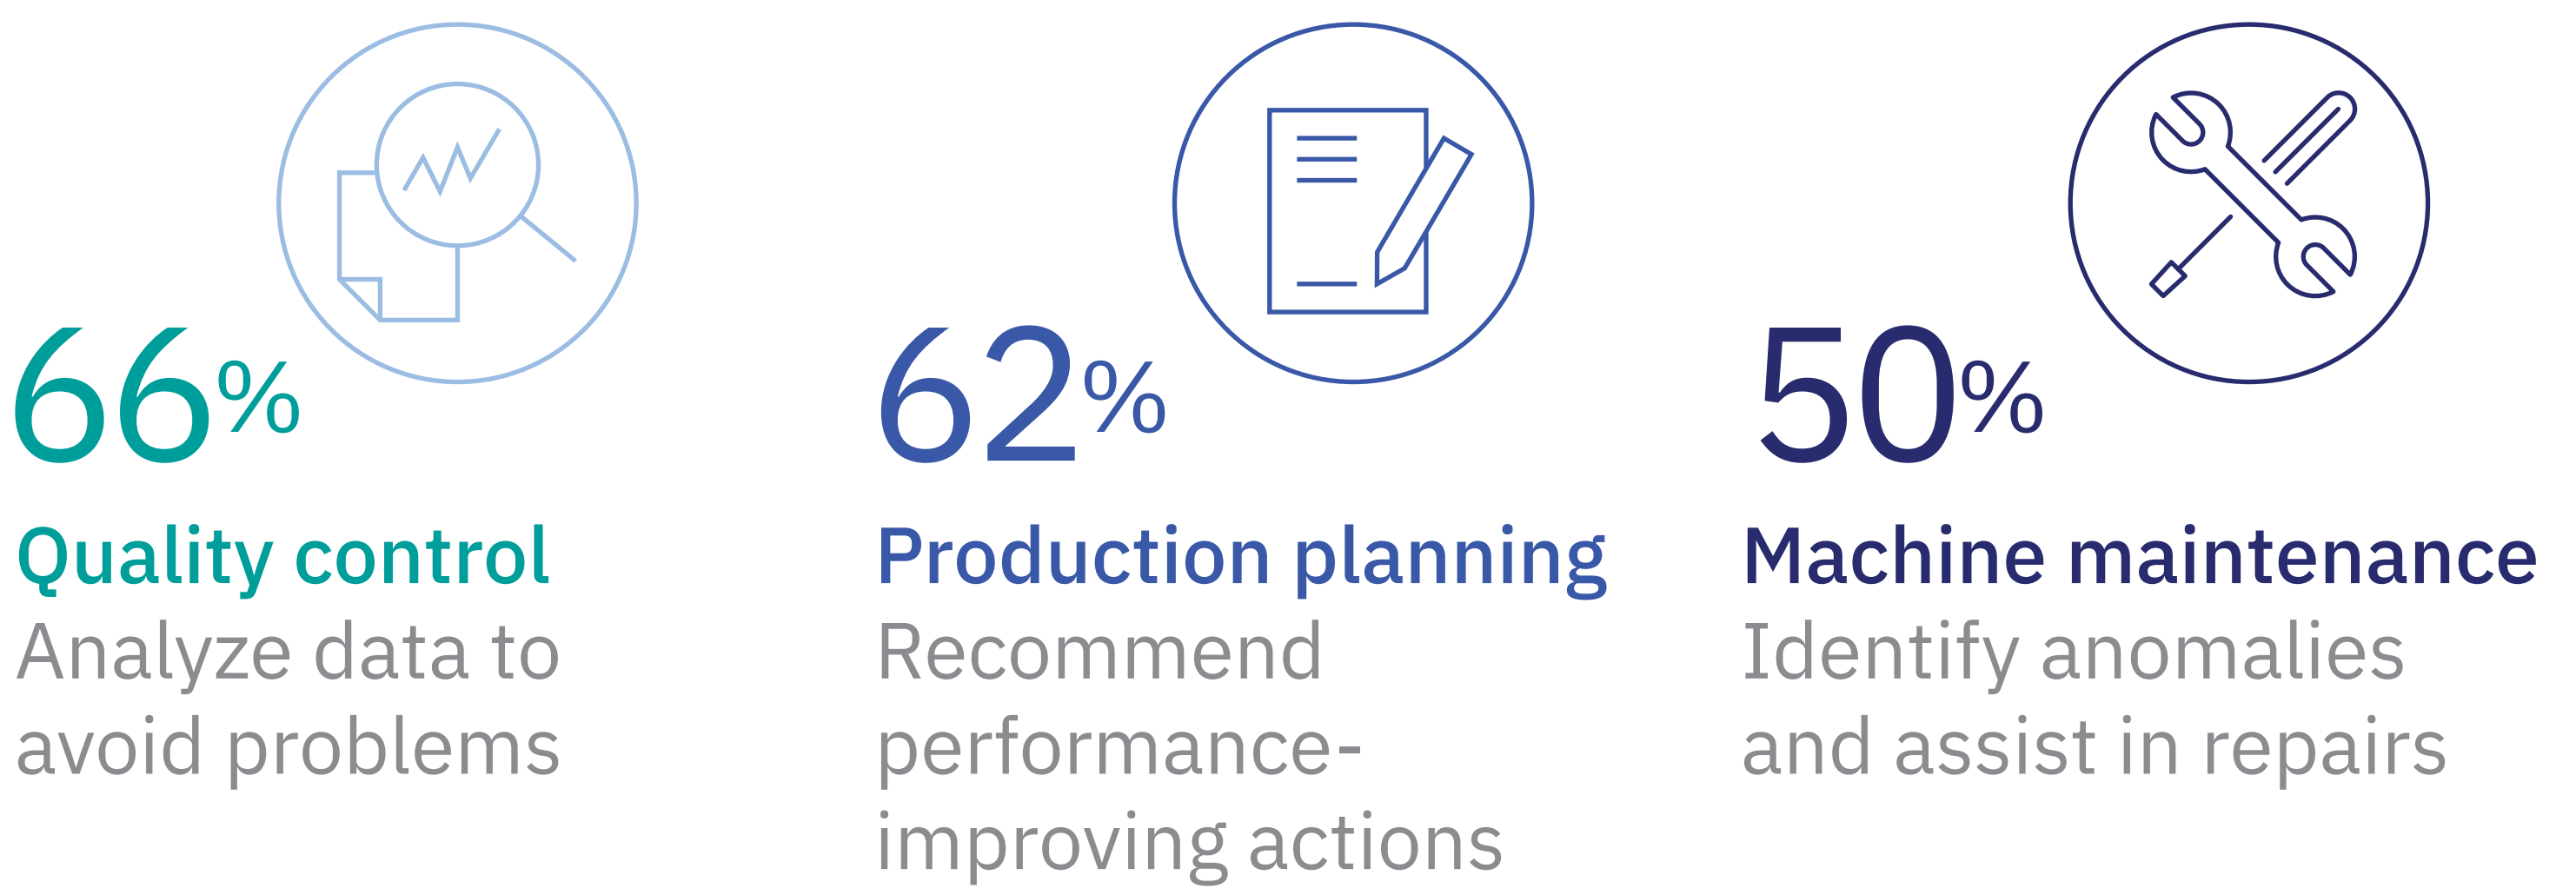 66%
Quality control
Analyze data to
avoid problems
62%
Production planning
Recommend
performance-
improving actions
50%
Machine maintenance
Identify anomalies
and assist in repairs